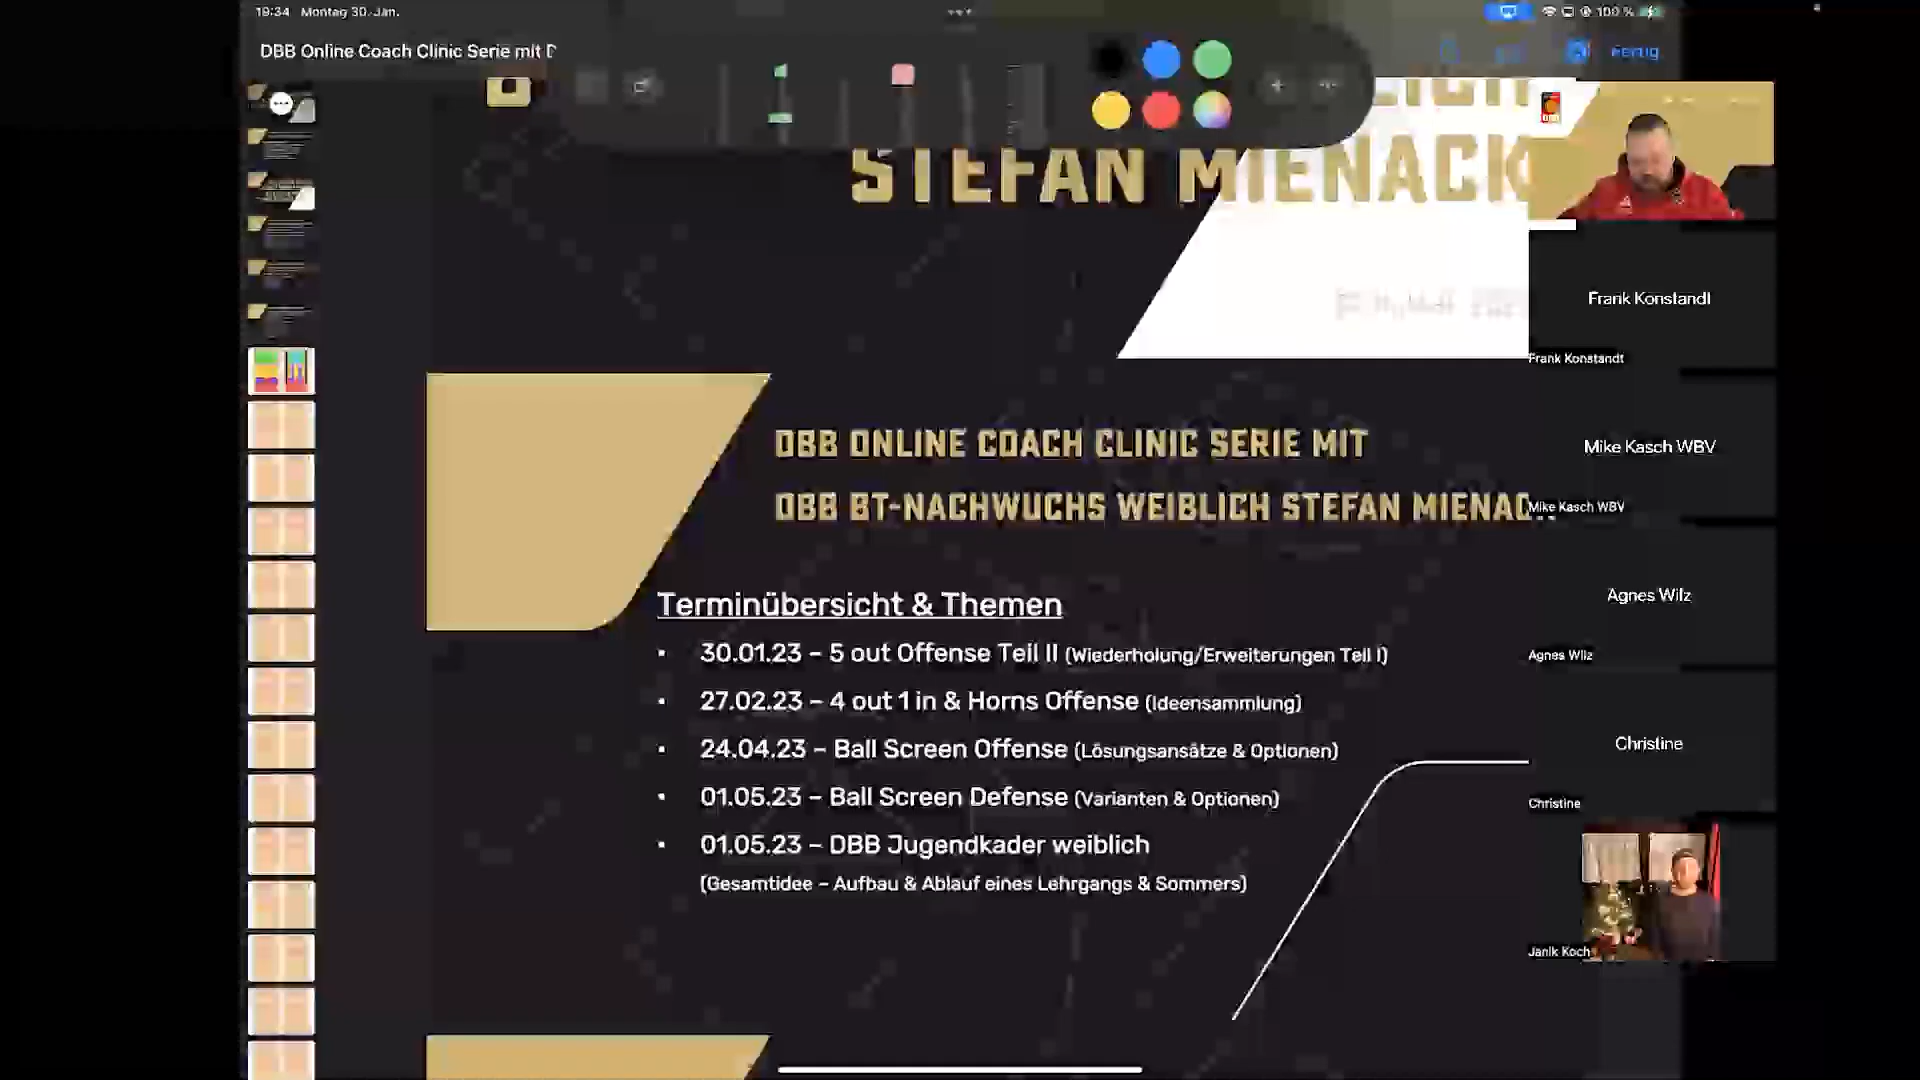 19:34 Montag 30. Jan.
100 %
DBB Online Coach Clinic Serie mit D
Fertig
STEFAN MIENACK
DBB ONLINE COACH CLINIC SERIE MIT
DBB BT-NACHWUCHS WEIBLICH STEFAN MIENAC
Terminübersicht & Themen
▪ 30.01.23 – 5 out Offense Teil II (Wiederholung/Erweiterungen Teil I)
▪ 27.02.23 – 4 out 1 in & Horns Offense (Ideensammlung)
▪ 24.04.23 – Ball Screen Offense (Lösungsansätze & Optionen)
▪ 01.05.23 – Ball Screen Defense (Varianten & Optionen)
▪ 01.05.23 – DBB Jugendkader weiblich
(Gesamtidee – Aufbau & Ablauf eines Lehrgangs & Sommers)
Frank Konstandt
Frank Konstandt
Mike Kasch WBV
Mike Kasch WBV
Agnes Wilz
Agnes Wilz
Christine
Christine
Janik Koch